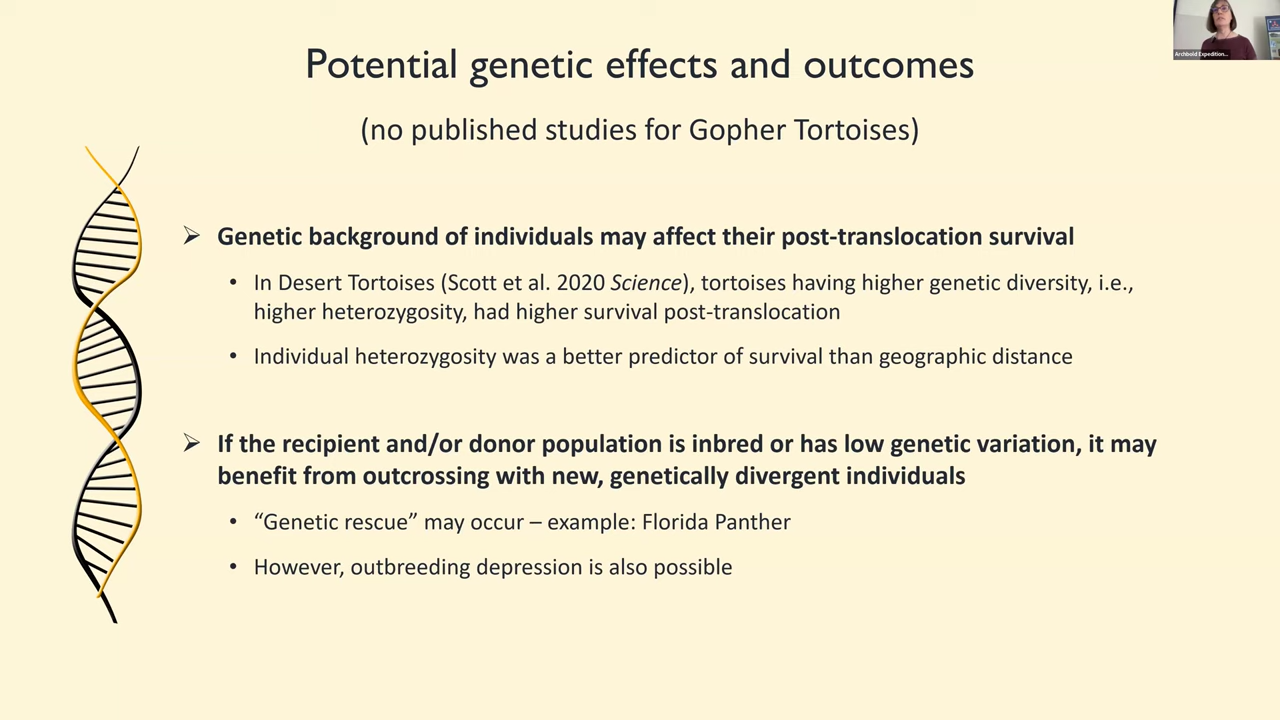 Potential genetic effects and outcomes
Archbold Expedition...
(no published studies for Gopher Tortoises)
Genetic background of individuals may affect their post-translocation survival
• In Desert Tortoises (Scott et al. 2020 Science), tortoises having higher genetic diversity, i.e.,
higher heterozygosity, had higher survival post-translocation
• Individual heterozygosity was a better predictor of survival than geographic distance
If the recipient and/or donor population is inbred or has low genetic variation, it may
benefit from outcrossing with new, genetically divergent individuals
• “Genetic rescue” may occur – example: Florida Panther
• However, outbreeding depression is also possible